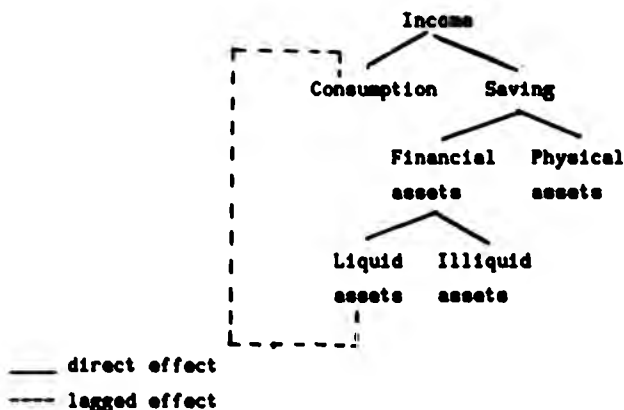 Income
Consumption Saving
Financial Physical
assets assets
Liquid Illiquid
assets assets
direct effect
lagged effect